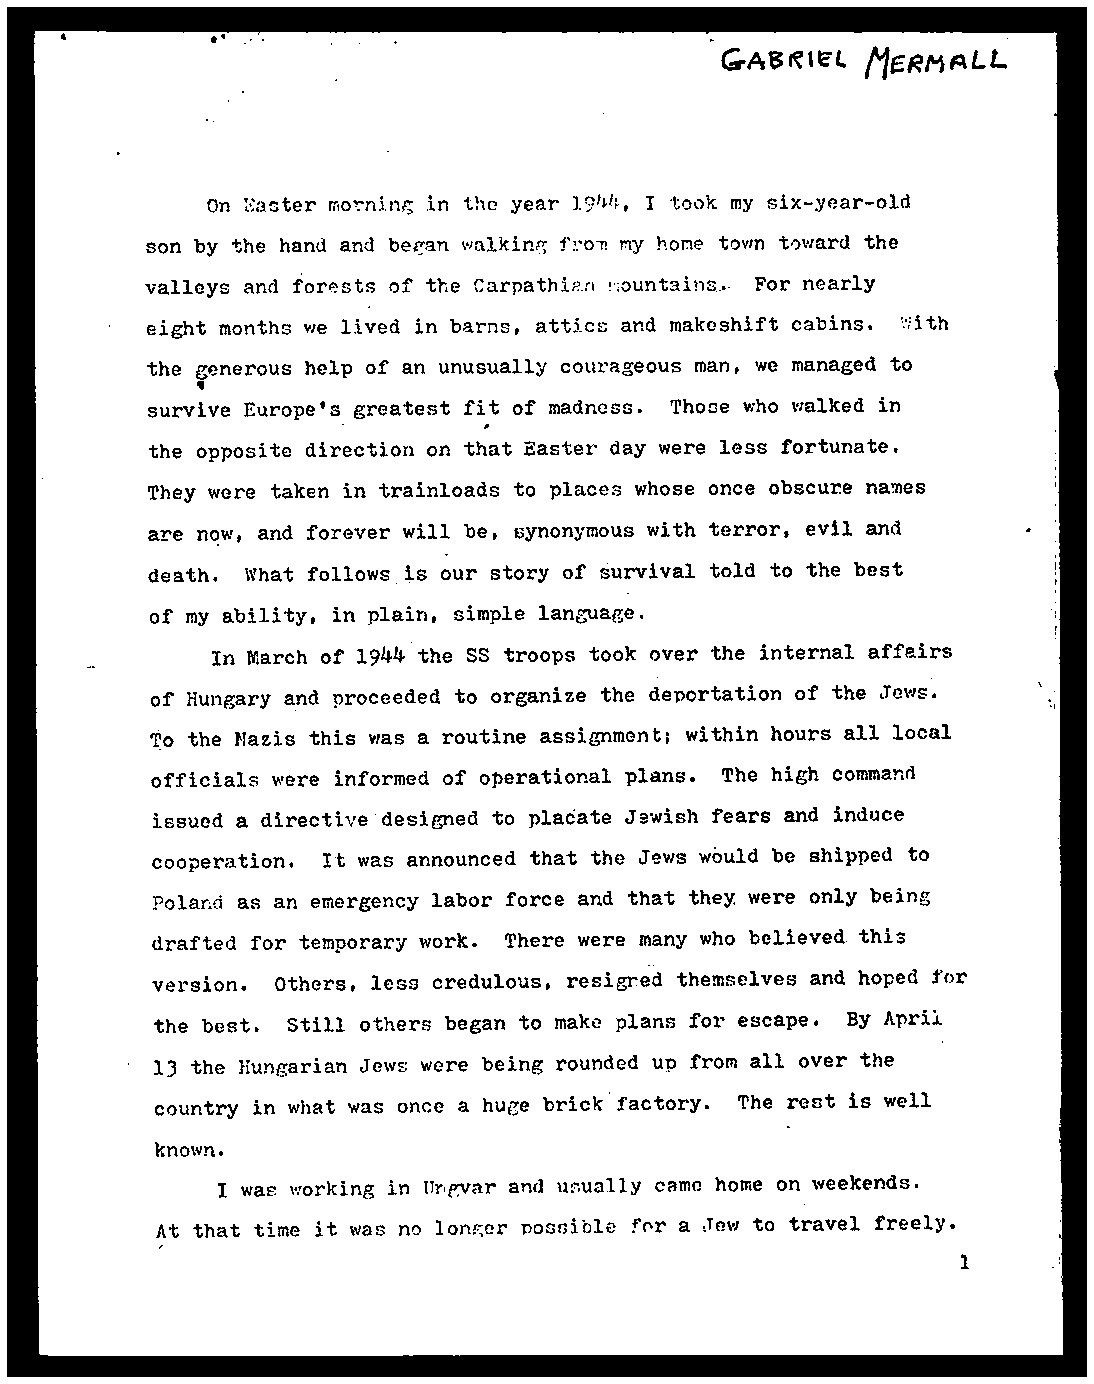 GABRIEL MERMALL
On Easter morning in the year 1944, I took my six-year-old
son by the hand and began walking from my home town toward the
valleys and forests of the Carpathian mountains. For nearly
eight months we lived in barns, attics and makeshift cabins. With
the generous help of an unusually courageous man, we managed to
survive Europe's greatest fit of madness. Those who walked in
the opposite direction on that Easter day were less fortunate.
They were taken in trainloads to places whose once obscure names
are now, and forever will be, synonymous with terror, evil and
death. What follows is our story of survival told to the best
of my ability, in plain, simple language.
In March of 1944 the SS troops took over the internal affairs
of Hungary and proceeded to organize the deportation of the Jews.
To the Nazis this was a routine assignment; within hours all local
officials were informed of operational plans. The high command
issued a directive designed to placate Jewish fears and induce
cooperation. It was announced that the Jews would be shipped to
Poland as an emergency labor force and that they were only being
drafted for temporary work. There were many who believed this
version. Others, less credulous, resigned themselves and hoped for
the best. Still others began to make plans for escape. By April
13 the Hungarian Jews were being rounded up from all over the
country in what was once a huge brick factory. The rest is well
known.
I was working in Ungvar and usually came home on weekends.
At that time it was no longer possible for a Jew to travel freely.
1